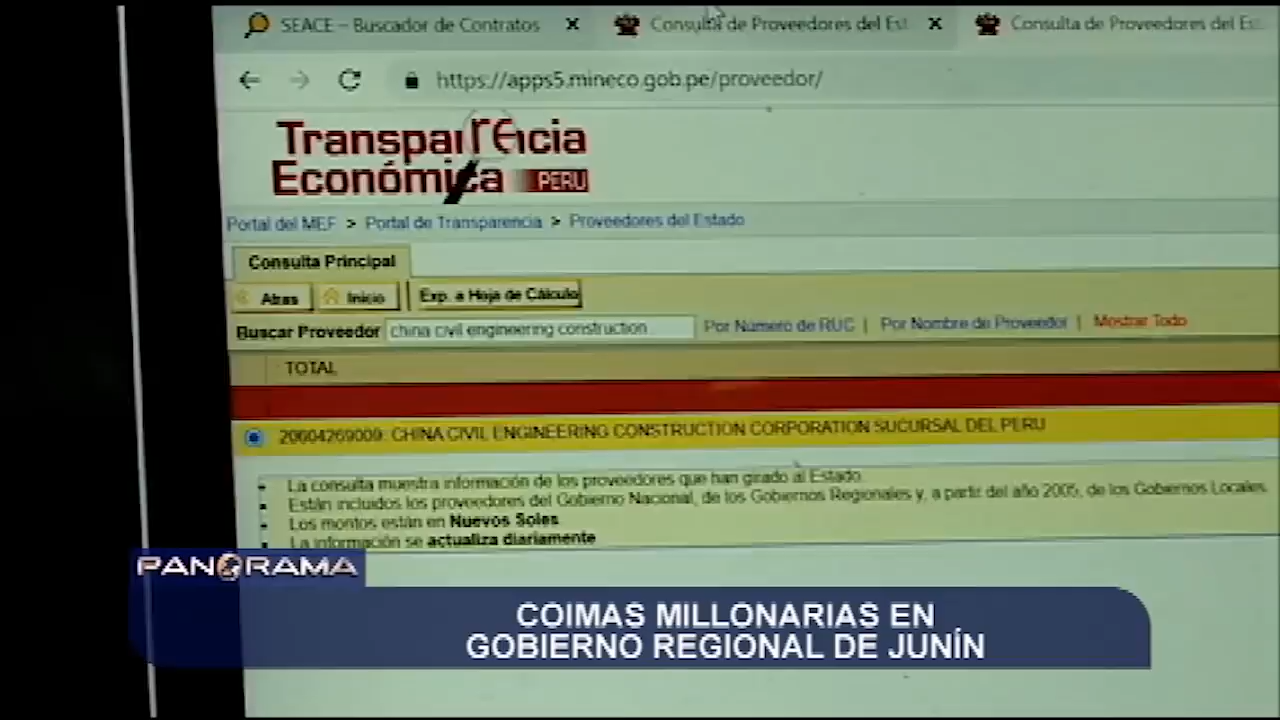 SEACE – Buscador de Contratos
Consulta de Proveedores del Est
Consulta de Proveedores del Es
https://apps5.mineco.gob.pe/proveedor/
Transparencia
Económica PERU
Portal del MEF > Portal de Transparencia > Proveedores del Estado
Consulta Principal
Atras Inicio Exp. a Hoja de Cálculo
Buscar Proveedor china civil engineering construction Por Número de RUC | Por Nombre de Proveedor | Mostrar Todo
TOTAL
20604269009: CHINA CIVIL ENGINEERING CONSTRUCTION CORPORATION SUCURSAL DEL PERU
La consulta muestra información de los proveedores que han girado al Estado.
Están incluidos los proveedores del Gobierno Nacional, de los Gobiernos Regionales y, a partir del año 2005, de los Gobiernos Locales.
Los montos están en Nuevos Soles
La información se actualiza diariamente
PANORAMA
COIMAS MILLONARIAS EN
GOBIERNO REGIONAL DE JUNÍN